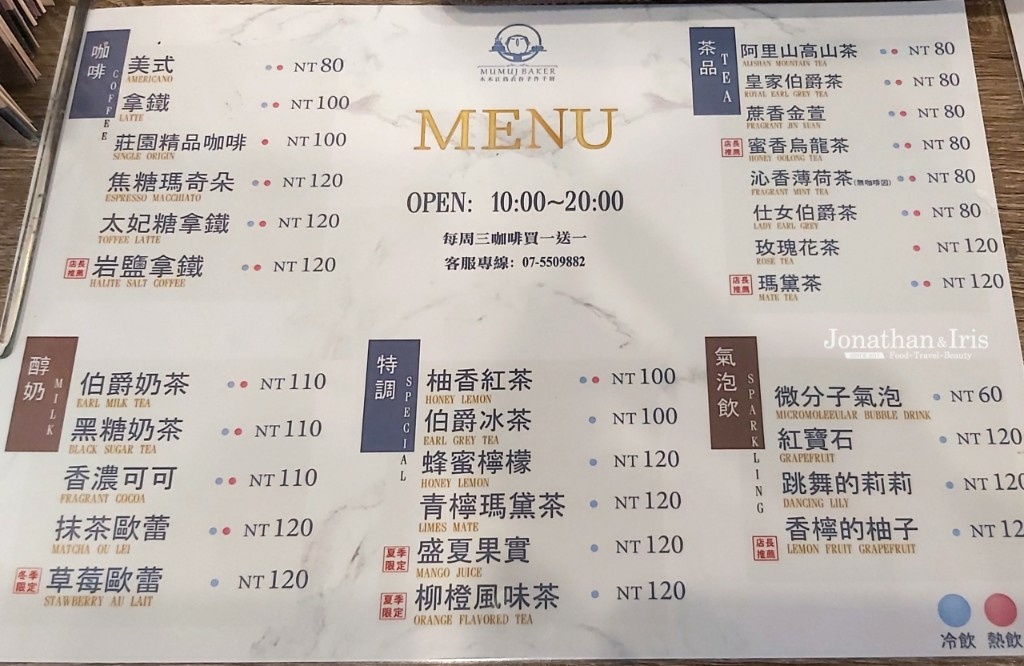 MUMUJ BAKER
MENU
OPEN: 10:00~20:00
每周三咖啡買一送一
客服專線: 07-5509882
咖啡 COFFEE
美式 NT 80
AMERICANO
拿鐵 NT 100
LATTE
莊園精品咖啡 NT 100
SINGLE ORIGIN
焦糖瑪奇朵 NT 120
ESPRESSO MACCHIATO
太妃糖拿鐵 NT 120
TOFFEE LATTE
店長推薦 岩鹽拿鐵 NT 120
HALITE SALT COFFEE
茶品 TEA
阿里山高山茶 NT 80
ALISHAN MOUNTAIN TEA
皇家伯爵茶 NT 80
ROYAL EARL GREY TEA
蔗香金萱 NT 80
FRAGRANT JIN XUAN
店長推薦 蜜香烏龍茶 NT 80
HONEY OOLONG TEA
沁香薄荷茶(無咖啡因) NT 80
FRAGRANT MINT TEA
仕女伯爵茶 NT 80
LADY EARL GREY
玫瑰花茶 NT 120
ROSE TEA
店長推薦 瑪黛茶 NT 120
MATE TEA
Jonathan & Iris
Food・Travel・Beauty
醇奶 MILK
伯爵奶茶 NT 110
EARL MILK TEA
黑糖奶茶 NT 110
BLACK SUGAR TEA
香濃可可 NT 110
FRAGRANT COCOA
抹茶歐蕾 NT 120
MATCHA OU LEI
冬季限定 草莓歐蕾 NT 120
STAWBERRY AU LAIT
特調 SPECIAL
柚香紅茶 NT 100
HONEY LEMON
伯爵冰茶 NT 100
EARL GREY TEA
蜂蜜檸檬 NT 120
HONEY LEMON
青檸瑪黛茶 NT 120
LIMES MATE
夏季限定 盛夏果實 NT 120
MANGO JUICE
夏季限定 柳橙風味茶 NT 120
ORANGE FLAVORED TEA
氣泡飲 SPARKLING
微分子氣泡 NT 60
MICROMOLEEULAR BUBBLE DRINK
紅寶石 NT 120
GRAPEFRUIT
跳舞的莉莉 NT 120
DANCING LILY
店長推薦 香檸的柚子 NT 12
LEMON FRUIT GRAPEFRUIT
冷飲 熱飲